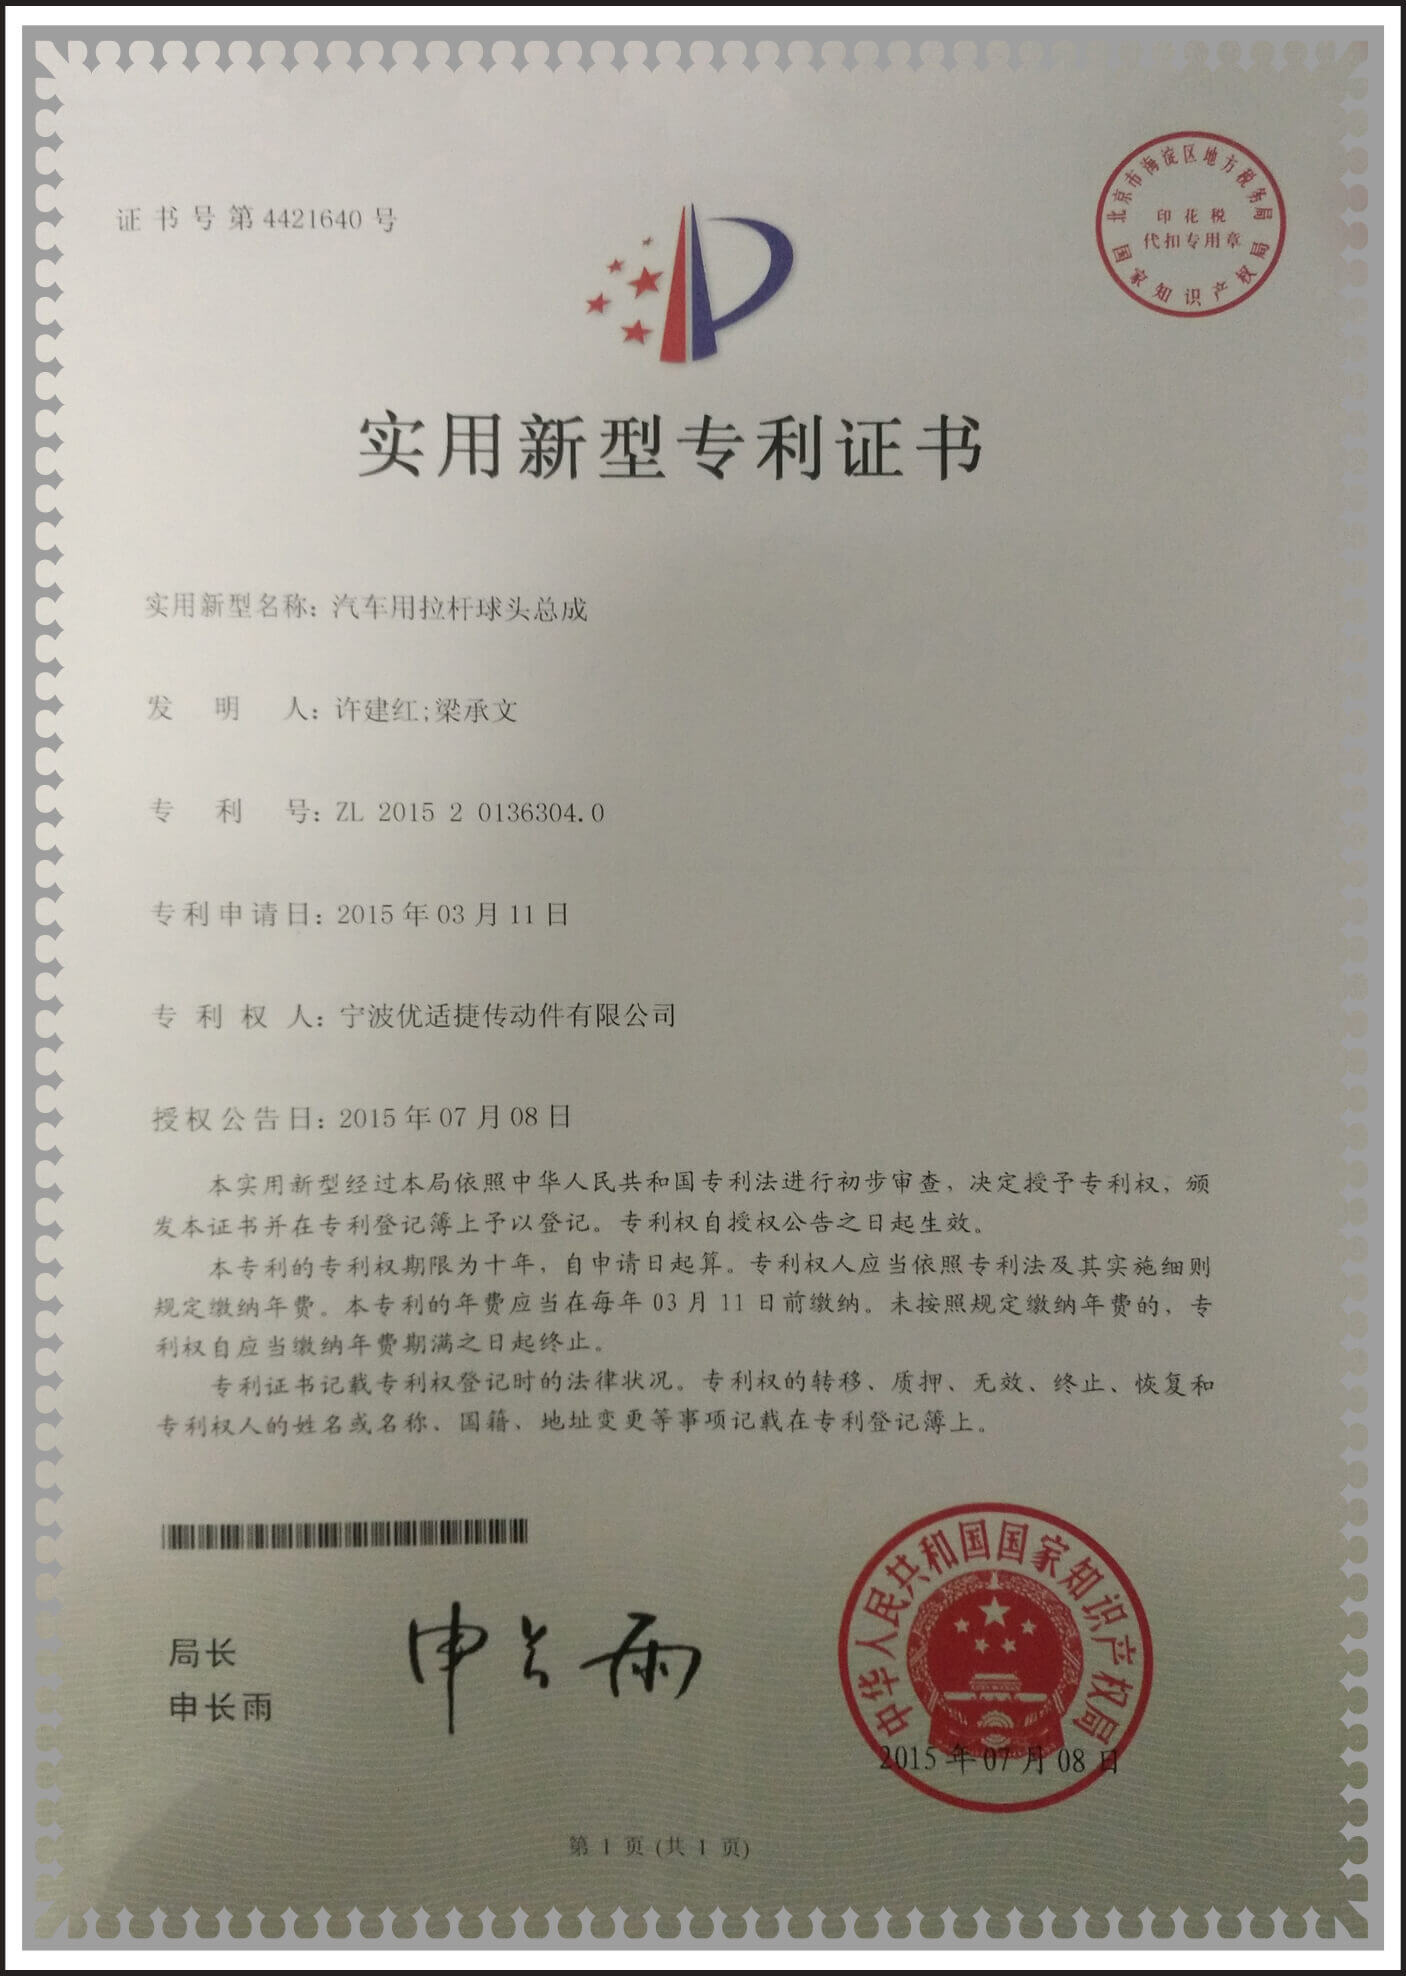 证书号第4421640号
北京市海淀区地方税务局
印花税
代扣专用章
国家知识产权局
实用新型专利证书
实用新型名称：汽车用拉杆球头总成
发明人：许建红;梁承文
专利号：ZL 2015 2 0136304.0
专利申请日：2015年03月11日
专利权人：宁波优适捷传动件有限公司
授权公告日：2015年07月08日
本实用新型经过本局依照中华人民共和国专利法进行初步审查，决定授予专利权，颁
发本证书并在专利登记簿上予以登记。专利权自授权公告之日起生效。
本专利的专利权期限为十年，自申请日起算。专利权人应当依照专利法及其实施细则
规定缴纳年费。本专利的年费应当在每年03月11日前缴纳。未按照规定缴纳年费的，专
利权自应当缴纳年费期满之日起终止。
专利证书记载专利权登记时的法律状况。专利权的转移、质押、无效、终止、恢复和
专利权人的姓名或名称、国籍、地址变更等事项记载在专利登记簿上。
局长
申长雨
申长雨
中华人民共和国国家知识产权局
2015年07月08日
第 1 页 (共 1 页)